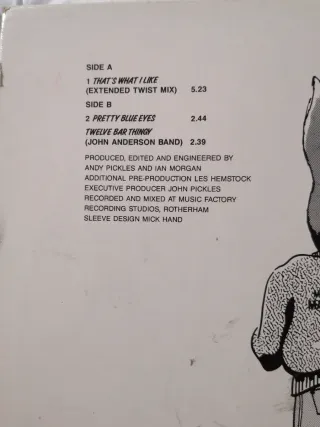 SIDE A
1 THAT'S WHAT I LIKE
(EXTENDED TWIST MIX) 5.23
SIDE B
2 PRETTY BLUE EYES 2.44
TWELVE BAR THINGY
(JOHN ANDERSON BAND) 2.39
PRODUCED, EDITED AND ENGINEERED BY
ANDY PICKLES AND IAN MORGAN
ADDITIONAL PRE-PRODUCTION LES HEMSTOCK
EXECUTIVE PRODUCER JOHN PICKLES
RECORDED AND MIXED AT MUSIC FACTORY
RECORDING STUDIOS, ROTHERHAM
SLEEVE DESIGN MICK HAND